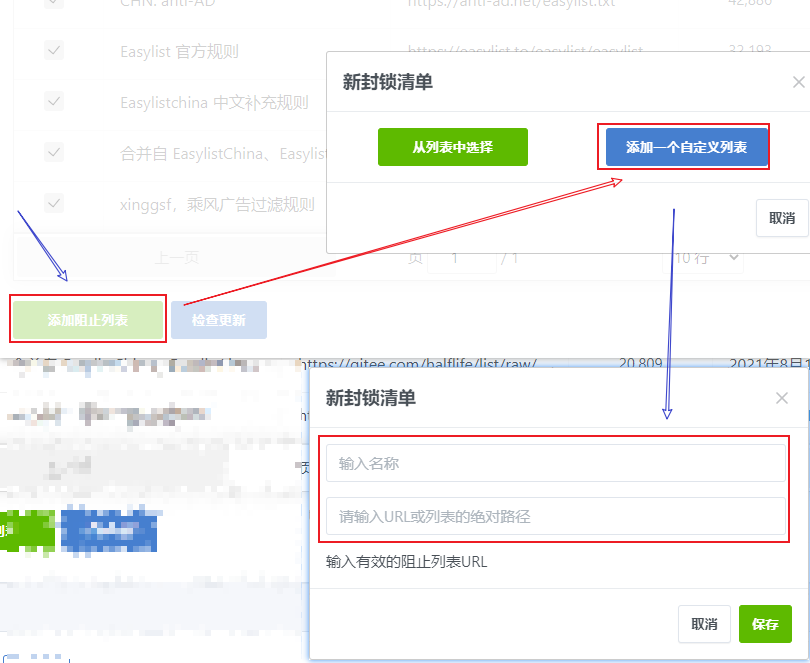 CHN: anti-AD https://anti-ad.net/easylist.txt 42,886
Easylist 官方规则 https://easylist.to/easylist/easylist 32,193
Easylistchina 中文补充规则
合并自 EasylistChina、Easylist
xinggsf，乘风广告过滤规则
新封锁清单
从列表中选择 添加一个自定义列表
取消
上一页 页 1 / 1 10 行
添加阻止列表 检查更新
https://gitee.com/halflife/list/raw/ 20,809 2021年8月1
新封锁清单
输入名称
请输入URL或列表的绝对路径
输入有效的阻止列表URL
取消 保存